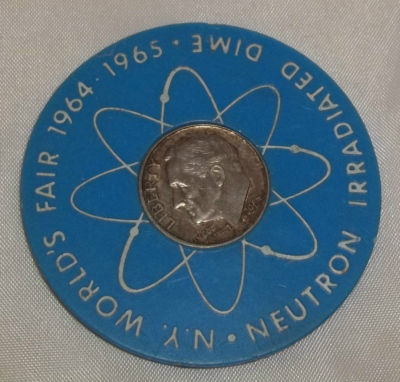 N.Y. WORLD'S FAIR 1964·1965 ·
NEUTRON IRRADIATED DIME ·
LIBERTY